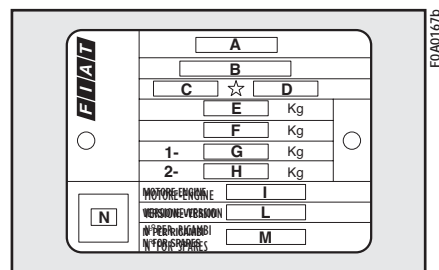 FIAT
A
B
C ☆ D
E Kg
F Kg
1- G Kg
2- H Kg
MOTORE-ENGINE I
VERSIONE-VERSION L
N° PER RICAMBI
N° FOR SPARES M
N
F0A0167b